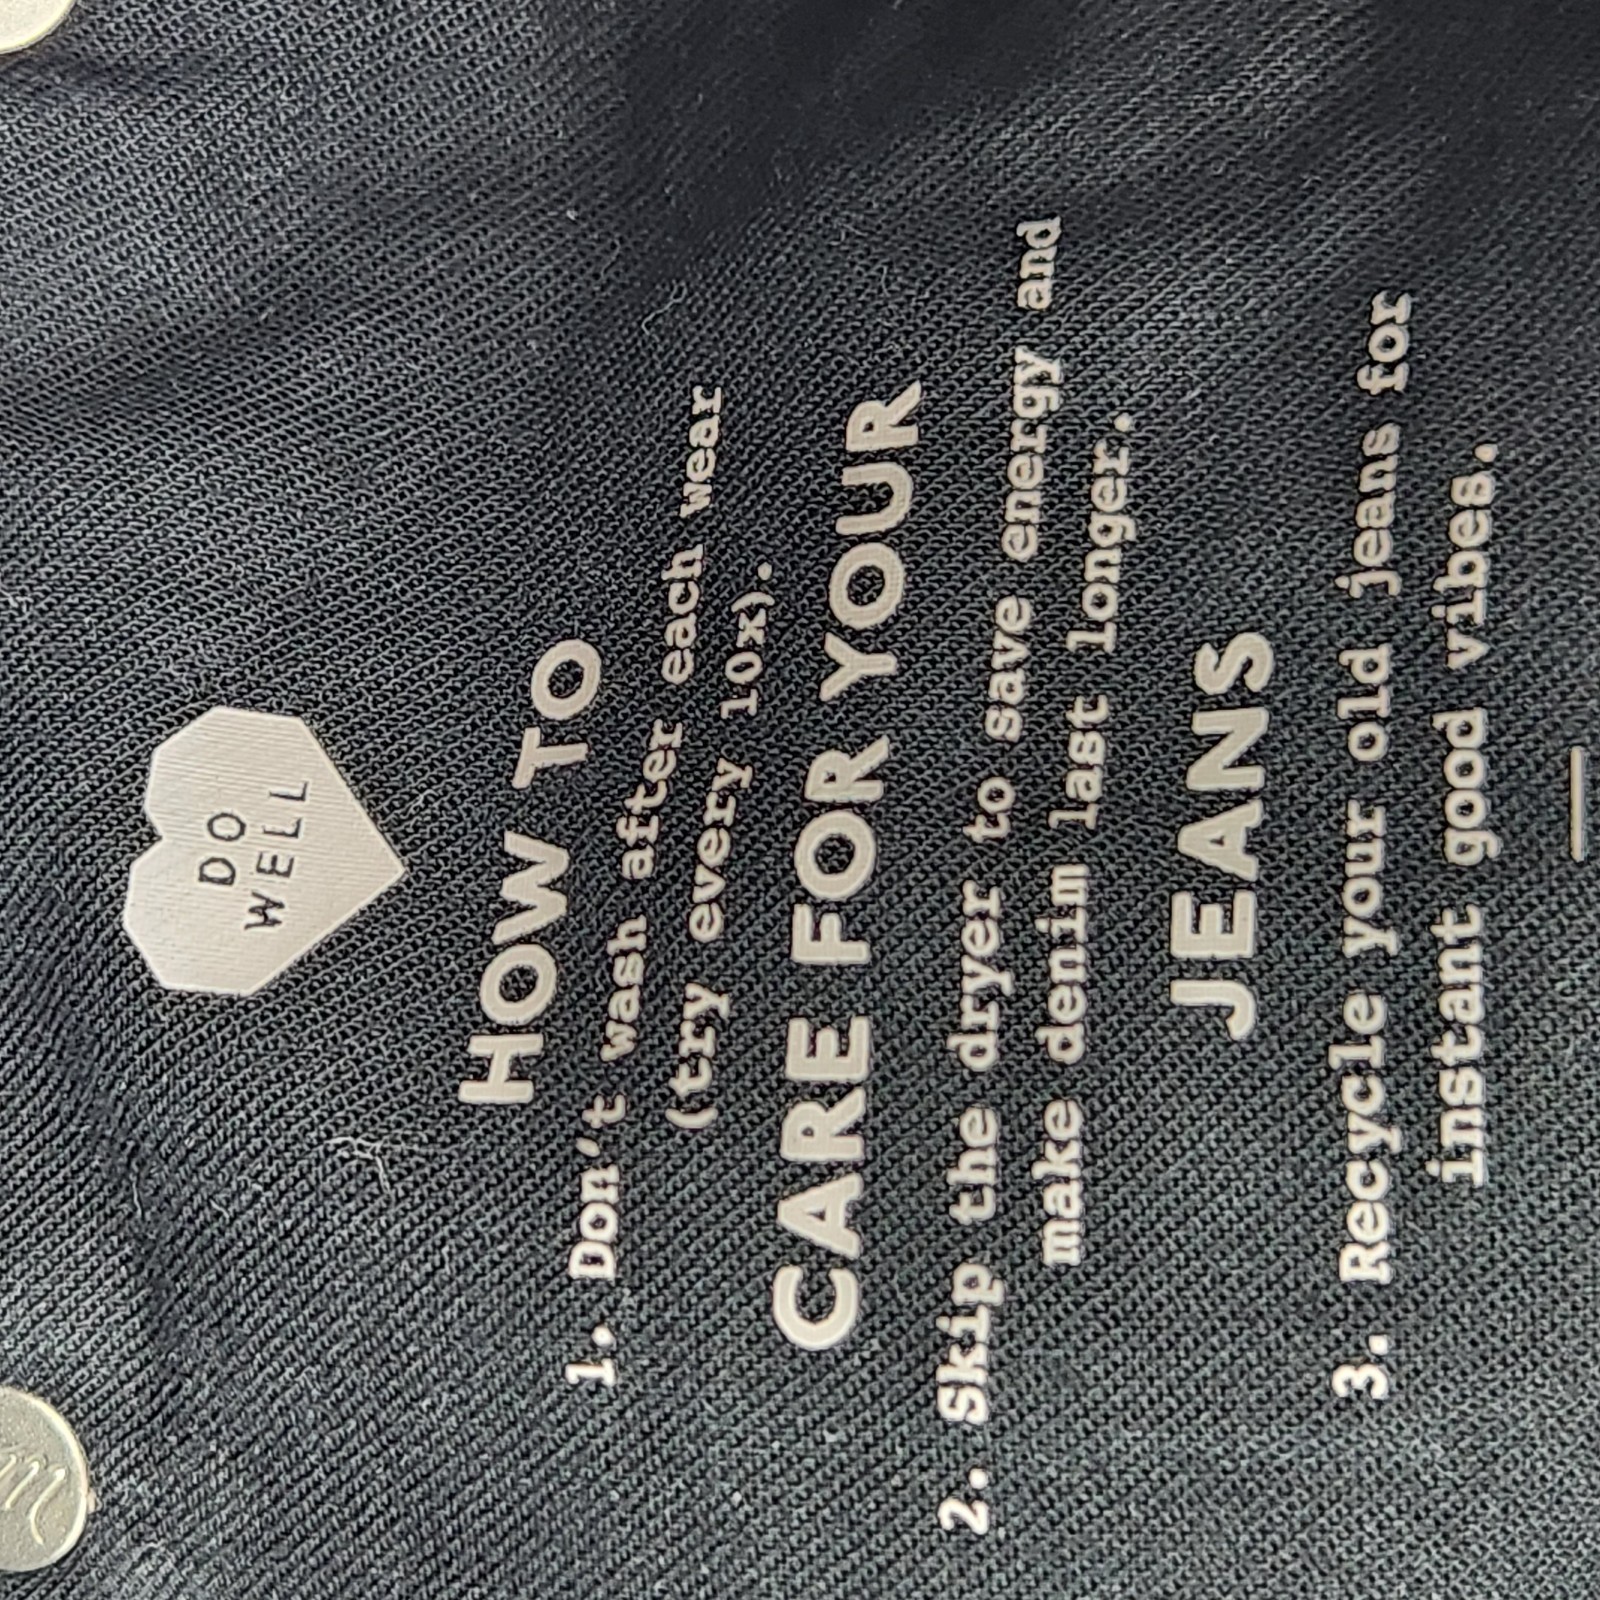 DO
WELL
HOW TO
1. Don't wash after each wear
(try every 10x).
CARE FOR YOUR
2. Skip the dryer to save energy and
make denim last longer.
JEANS
3. Recycle your old jeans for
instant good vibes.